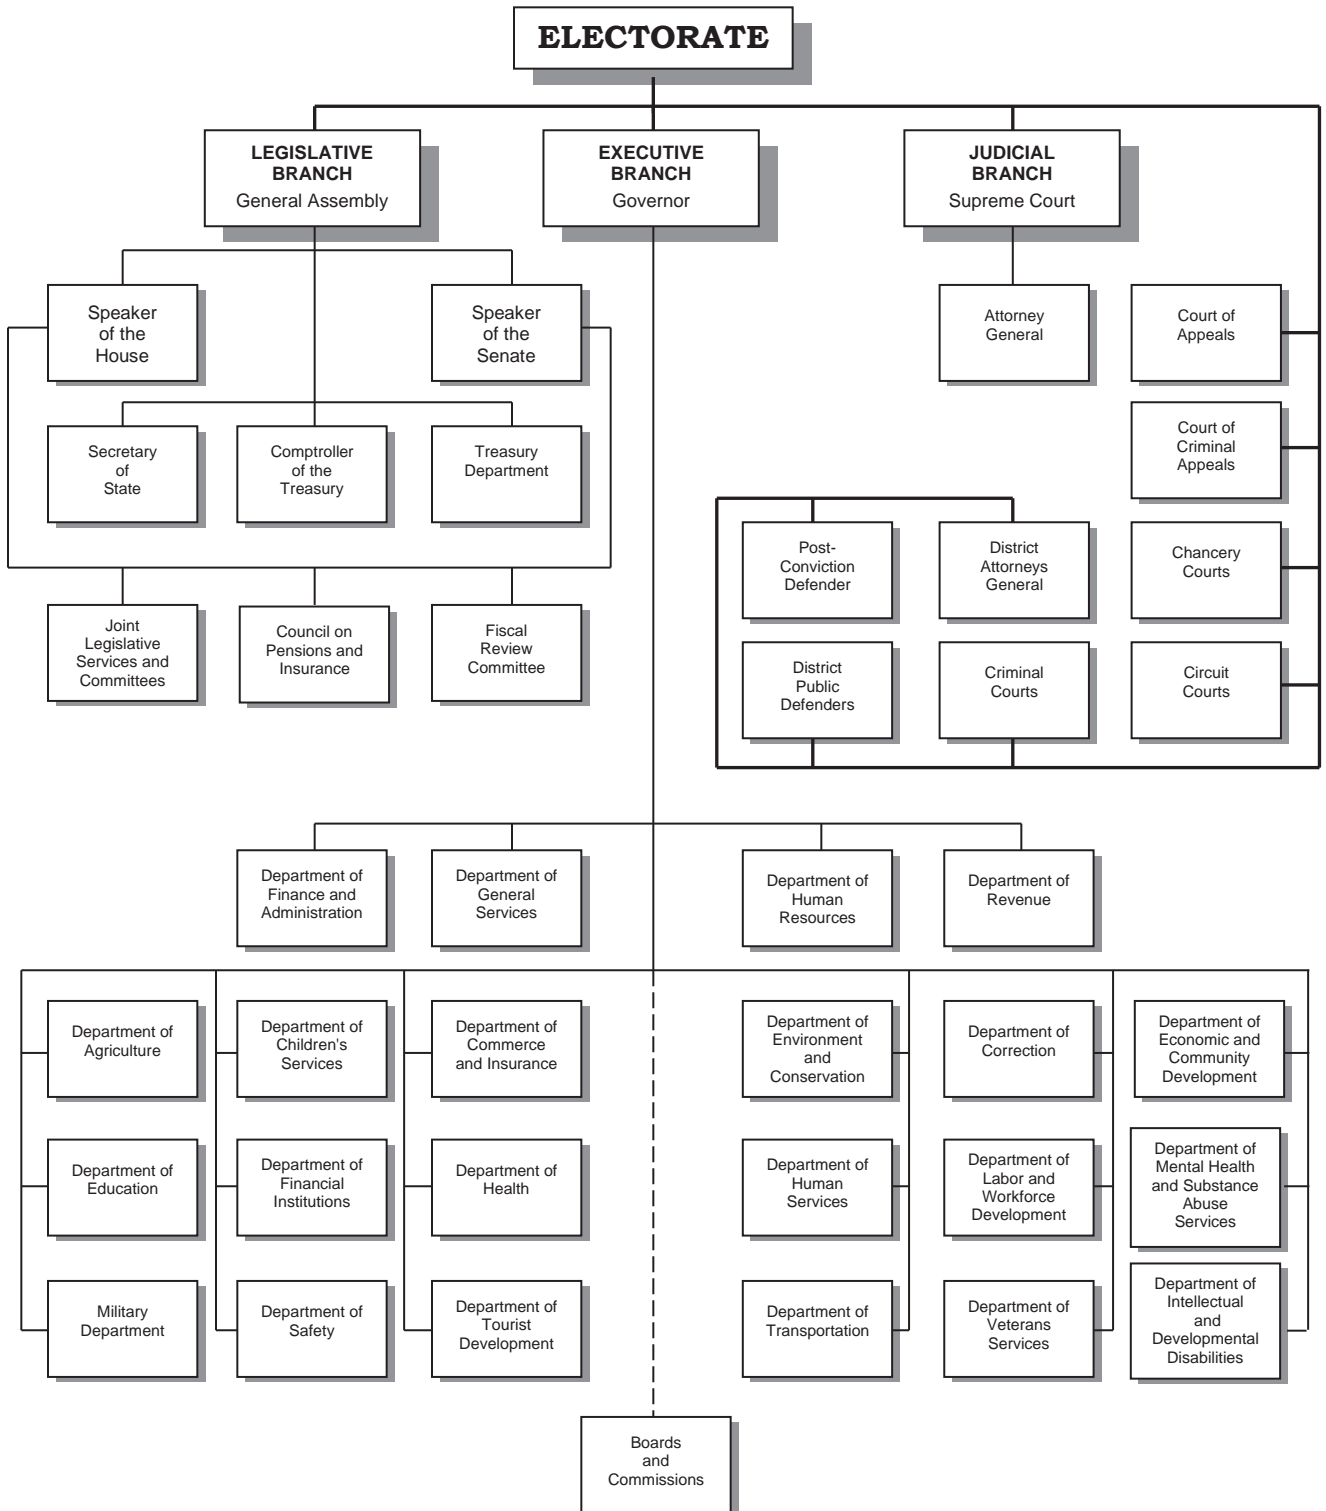 ELECTORATE
LEGISLATIVE
BRANCH
General Assembly
EXECUTIVE
BRANCH
Governor
JUDICIAL
BRANCH
Supreme Court
Speaker
of the
House
Speaker
of the
Senate
Attorney
General
Court of
Appeals
Secretary
of
State
Comptroller
of the
Treasury
Treasury
Department
Court of
Criminal
Appeals
Post-
Conviction
Defender
District
Attorneys
General
Chancery
Courts
Joint
Legislative
Services and
Committees
Council on
Pensions and
Insurance
Fiscal
Review
Committee
District
Public
Defenders
Criminal
Courts
Circuit
Courts
Department of
Finance and
Administration
Department of
General
Services
Department of
Human
Resources
Department of
Revenue
Department of
Agriculture
Department of
Children's
Services
Department of
Commerce
and Insurance
Department of
Environment
and
Conservation
Department of
Correction
Department of
Economic and
Community
Development
Department of
Education
Department of
Financial
Institutions
Department of
Health
Department of
Human
Services
Department of
Labor and
Workforce
Development
Department of
Mental Health
and Substance
Abuse
Services
Military
Department
Department of
Safety
Department of
Tourist
Development
Department of
Transportation
Department of
Veterans
Services
Department of
Intellectual
and
Developmental
Disabilities
Boards
and
Commissions